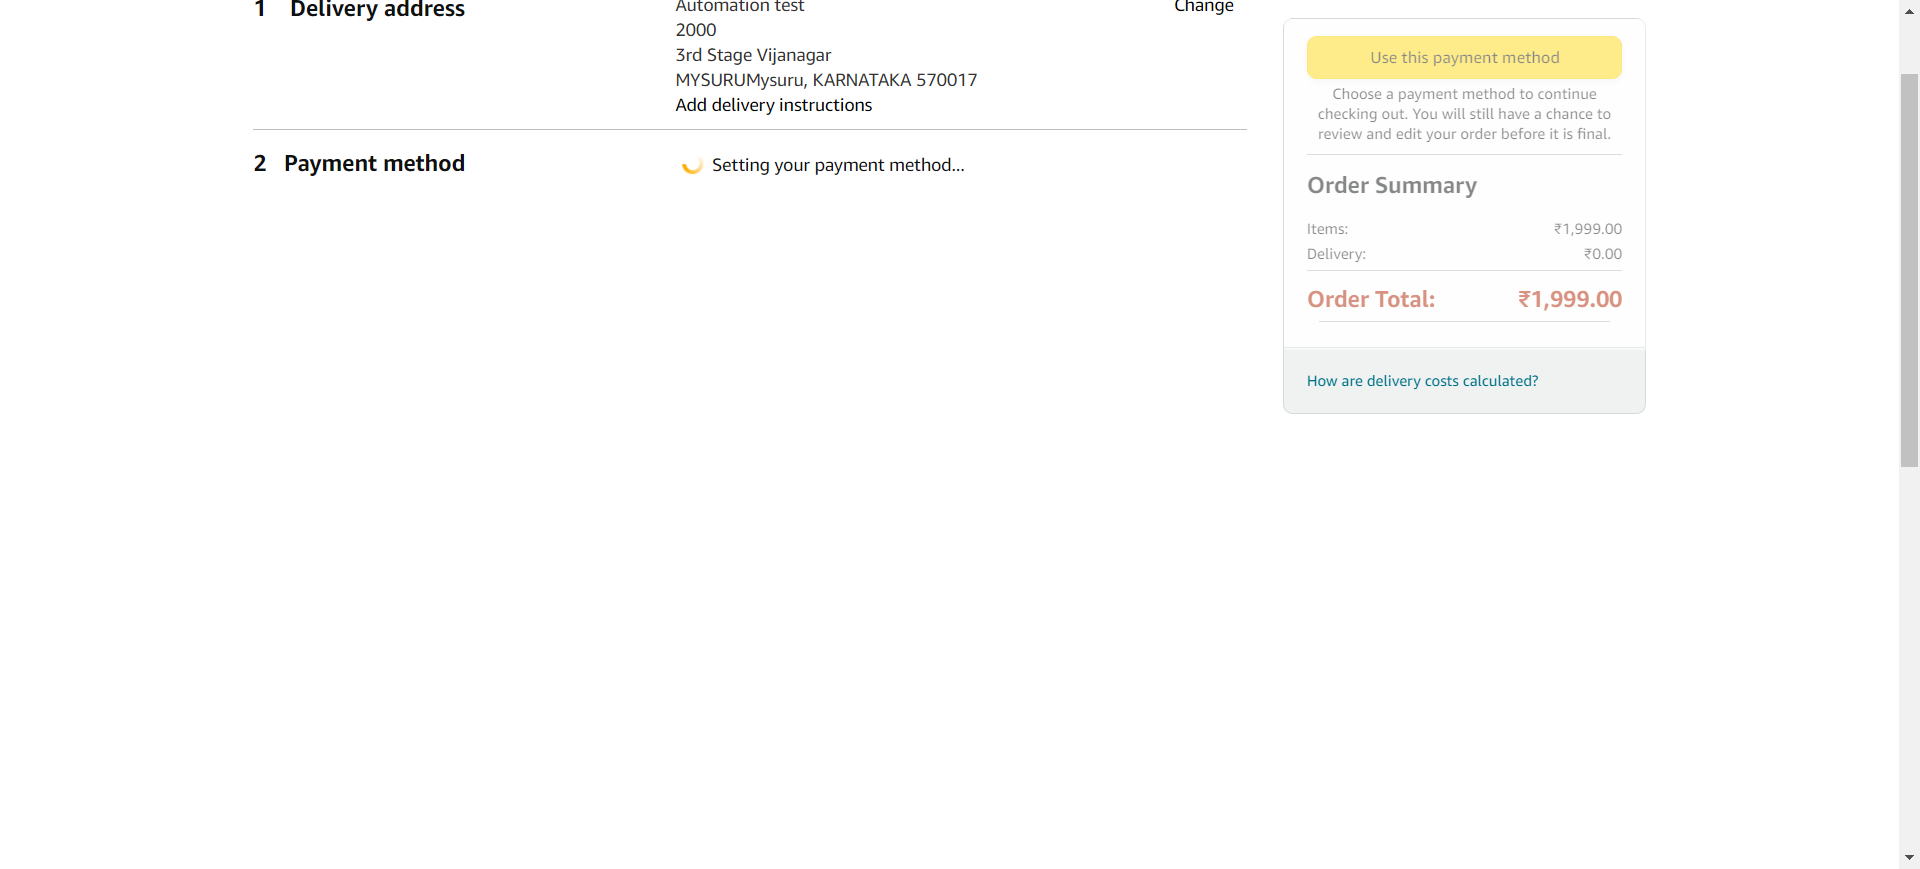 1 Delivery address
Automation test
Change
2000
3rd Stage Vijanagar
MYSURUMysuru, KARNATAKA 570017
Add delivery instructions
2 Payment method
Setting your payment method...
Use this payment method
Choose a payment method to continue
checking out. You will still have a chance to
review and edit your order before it is final.
Order Summary
Items: ₹1,999.00
Delivery: ₹0.00
Order Total: ₹1,999.00
How are delivery costs calculated?